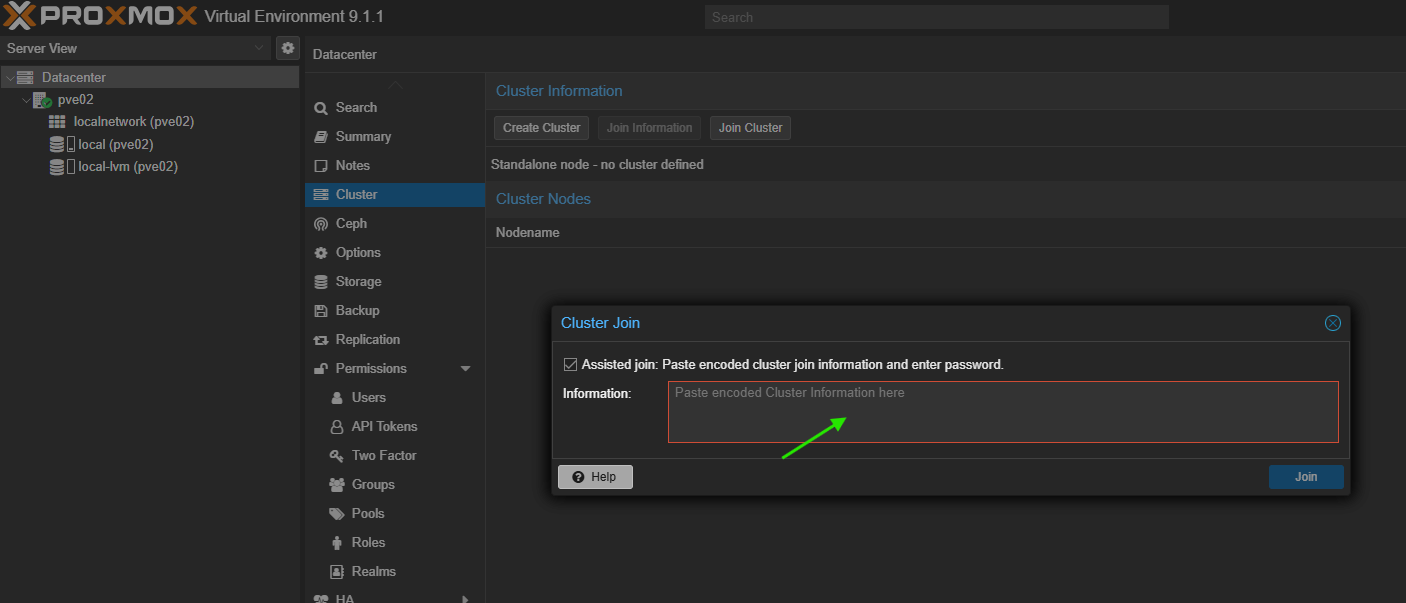 PROXMOX Virtual Environment 9.1.1
Search
Server View
Datacenter
pve02
localnetwork (pve02)
local (pve02)
local-lvm (pve02)
Datacenter
Search
Summary
Notes
Cluster
Ceph
Options
Storage
Backup
Replication
Permissions
Users
API Tokens
Two Factor
Groups
Pools
Roles
Realms
HA
Cluster Information
Create Cluster Join Information Join Cluster
Standalone node - no cluster defined
Cluster Nodes
Nodename
Cluster Join
Assisted join: Paste encoded cluster join information and enter password.
Information: Paste encoded Cluster Information here
Help Join